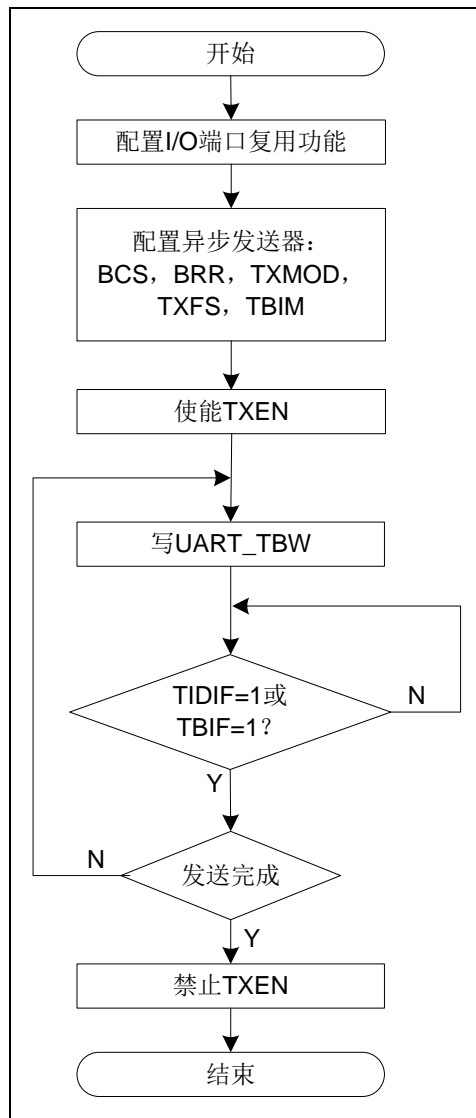 开始
配置I/O端口复用功能
配置异步发送器：
BCS，BRR，TXMOD，
TXFS，TBIM
使能TXEN
写UART_TBW
TIDIF=1或
TBIF=1？
N
Y
N
发送完成
Y
禁止TXEN
结束